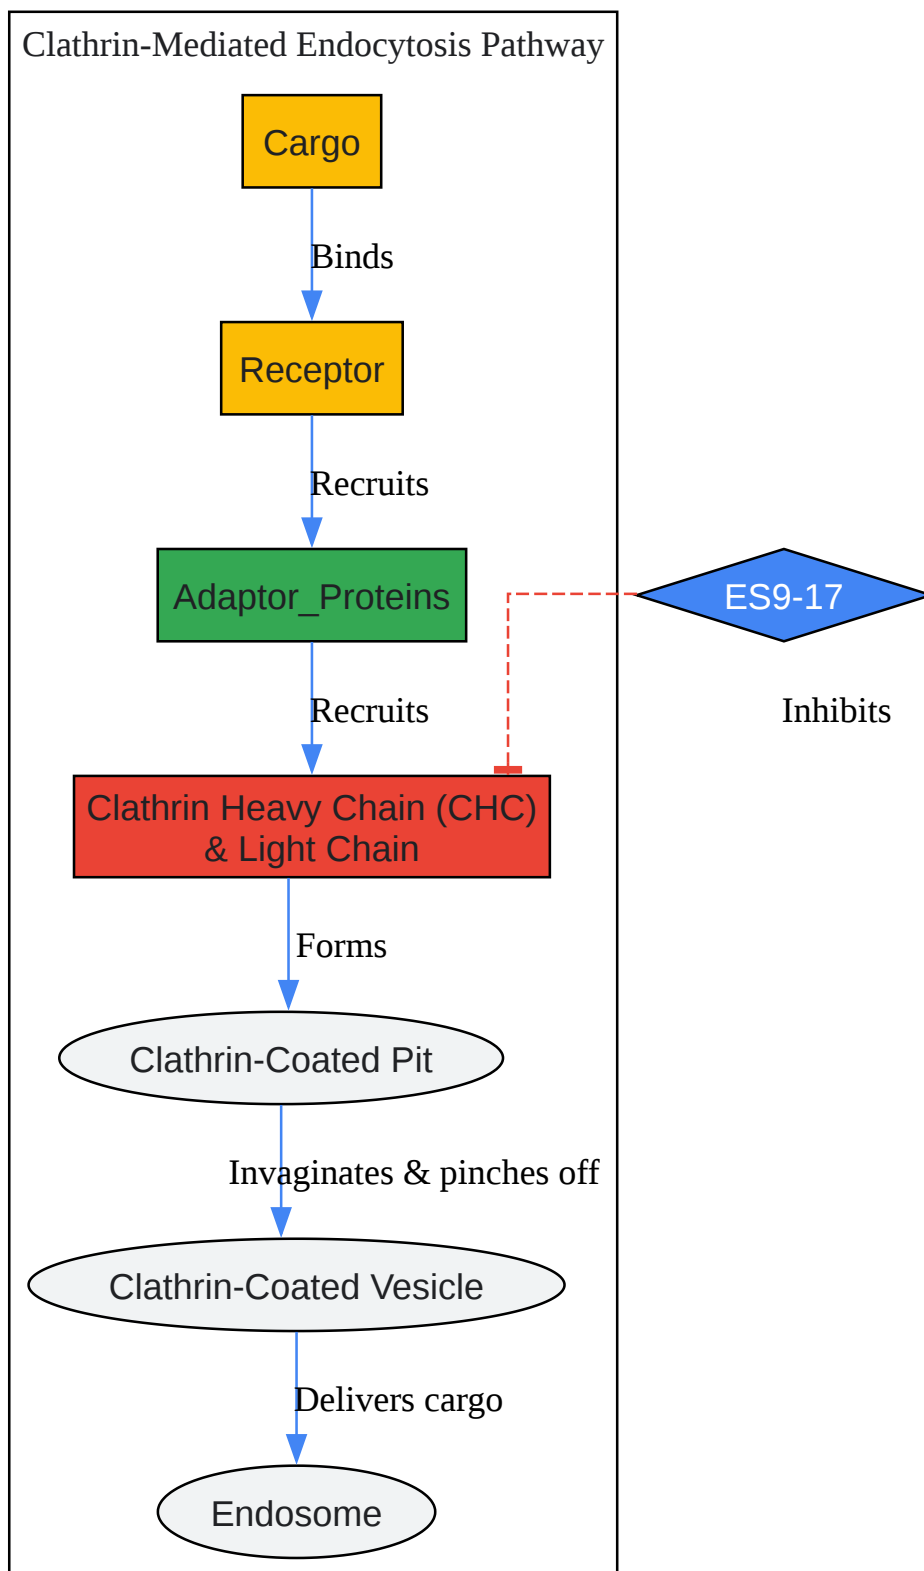 Clathrin-Mediated Endocytosis Pathway
Cargo
Binds
Receptor
Recruits
Adaptor_Proteins
ES9-17
Recruits
Inhibits
Clathrin Heavy Chain (CHC)
& Light Chain
Forms
Clathrin-Coated Pit
Invaginates & pinches off
Clathrin-Coated Vesicle
Delivers cargo
Endosome